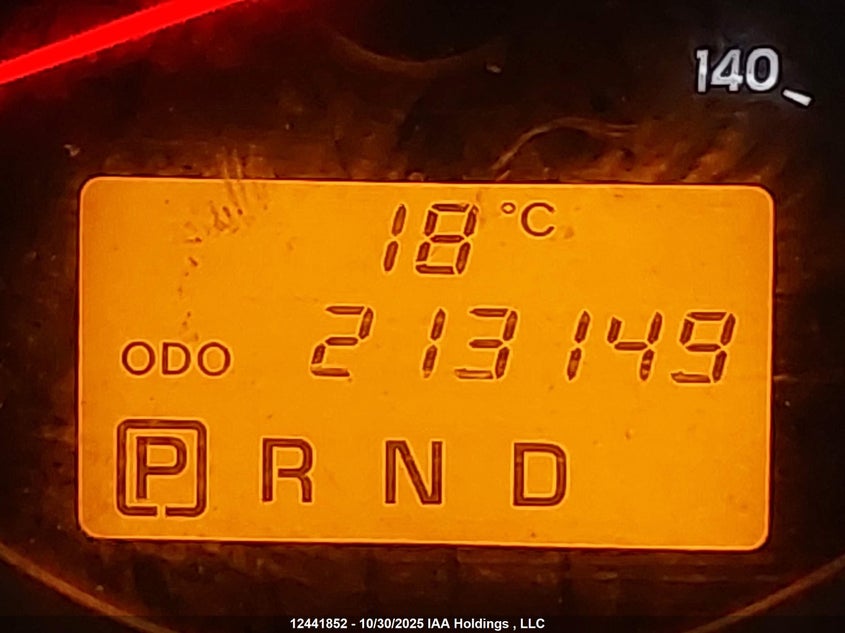 140
18 °C
ODO 213149
P R N D
12441852 - 10/30/2025 IAA Holdings , LLC